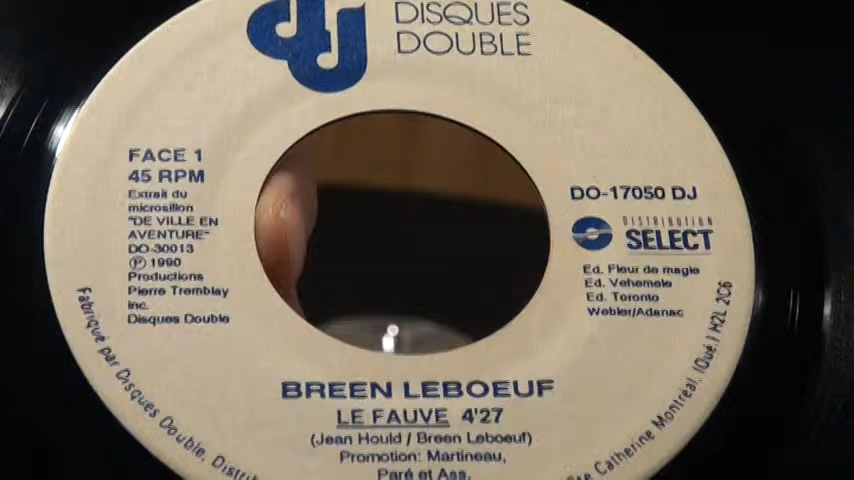 DISQUES
DOUBLE
FACE 1
45 RPM
Extrait du
microsillon
"DE VILLE EN
AVENTURE"
DO-30013
Ⓟ 1990
Productions
Pierre Tremblay
Inc.
Disques Double
DO-17050 DJ
DISTRIBUTION
SELECT
Ed. Fleur de magie
Ed. Vehemele
Ed. Toronto
Webler/Adanac
BREEN LEBOEUF
LE FAUVE 4'27
(Jean Hould / Breen Leboeuf)
Promotion: Martineau,
Paré et Ass.
Fabriqué par Disques Double,
Catherine Montréal, (Qué.) H2L 2C6